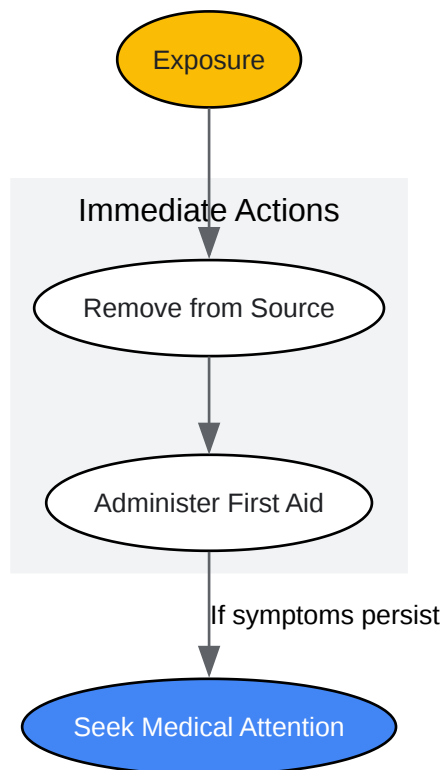 Exposure
Immediate Actions
Remove from Source
Administer First Aid
If symptoms persist
Seek Medical Attention